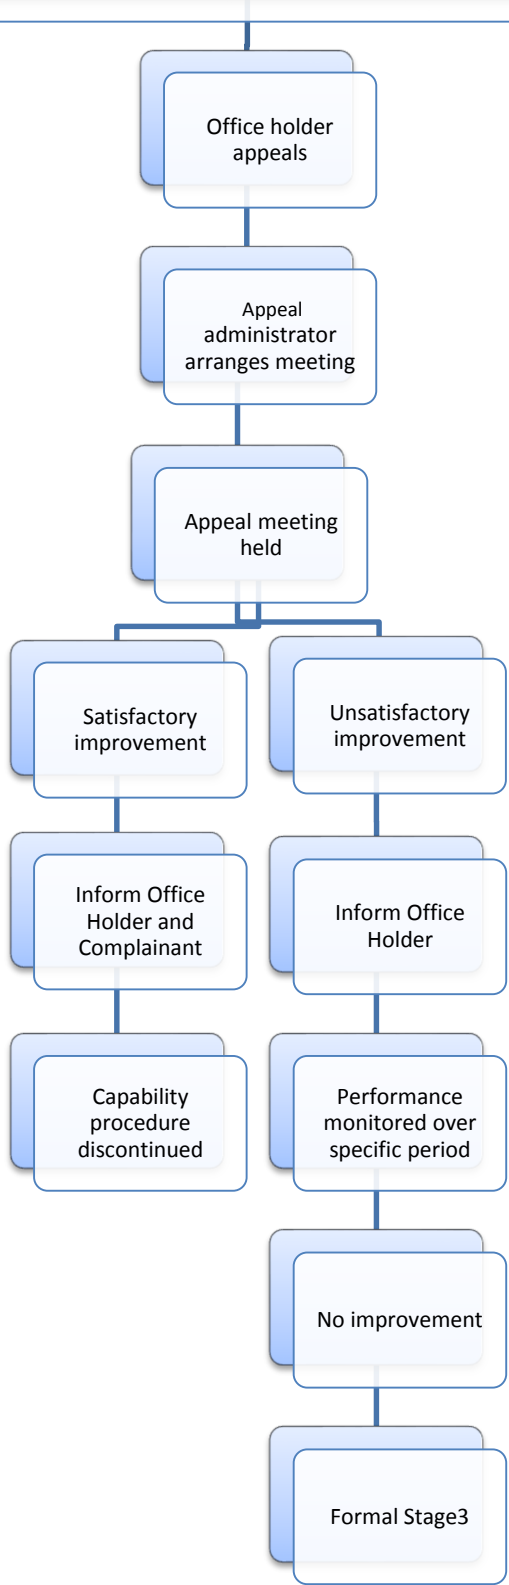 Office holder
appeals
Appeal
administrator
arranges meeting
Appeal meeting
held
Satisfactory
improvement
Unsatisfactory
improvement
Inform Office
Holder and
Complainant
Inform Office
Holder
Capability
procedure
discontinued
Performance
monitored over
specific period
No improvement
Formal Stage3